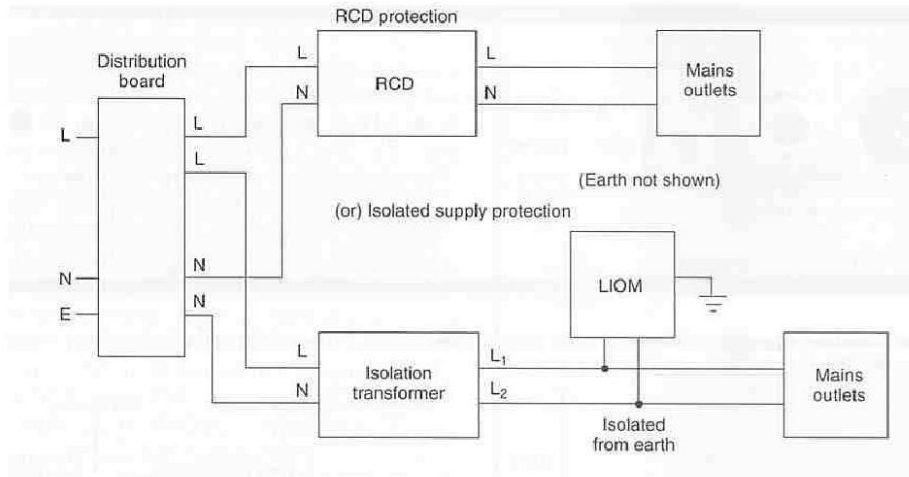 RCD protection
Distribution
board
L
N
RCD
L
N
Mains
outlets
L
L
L
N
E
N
N
(Earth not shown)
(or) Isolated supply protection
LIOM
L
N
Isolation
transformer
L₁
L₂
Mains
outlets
Isolated
from earth